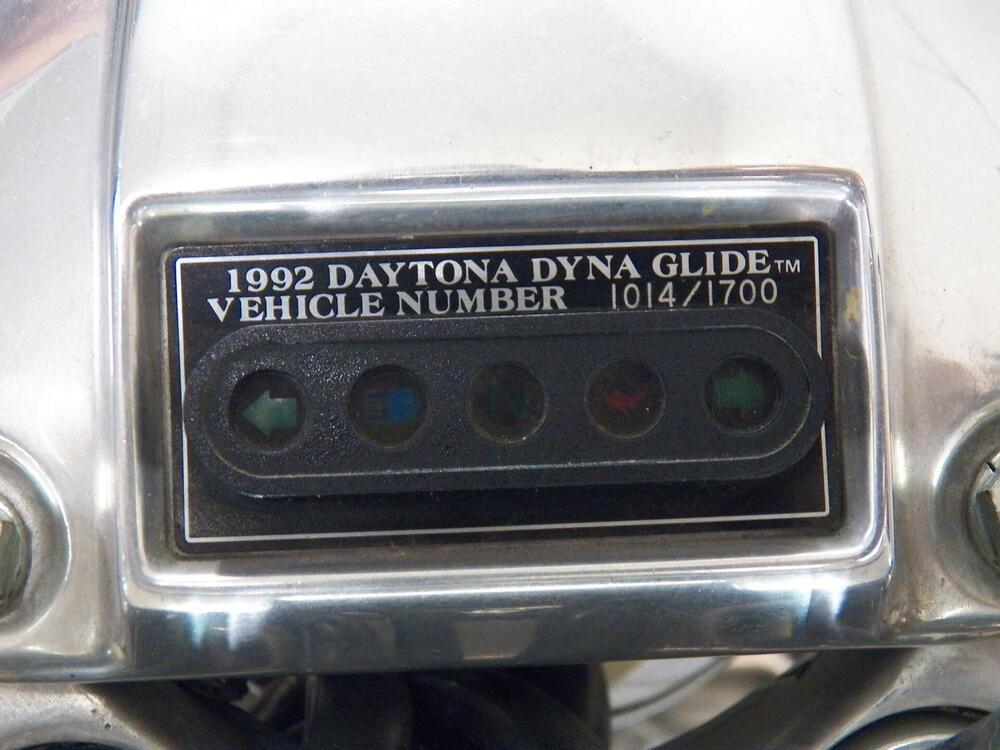 1992 DAYTONA DYNA GLIDE™
VEHICLE NUMBER 1014/1700
N